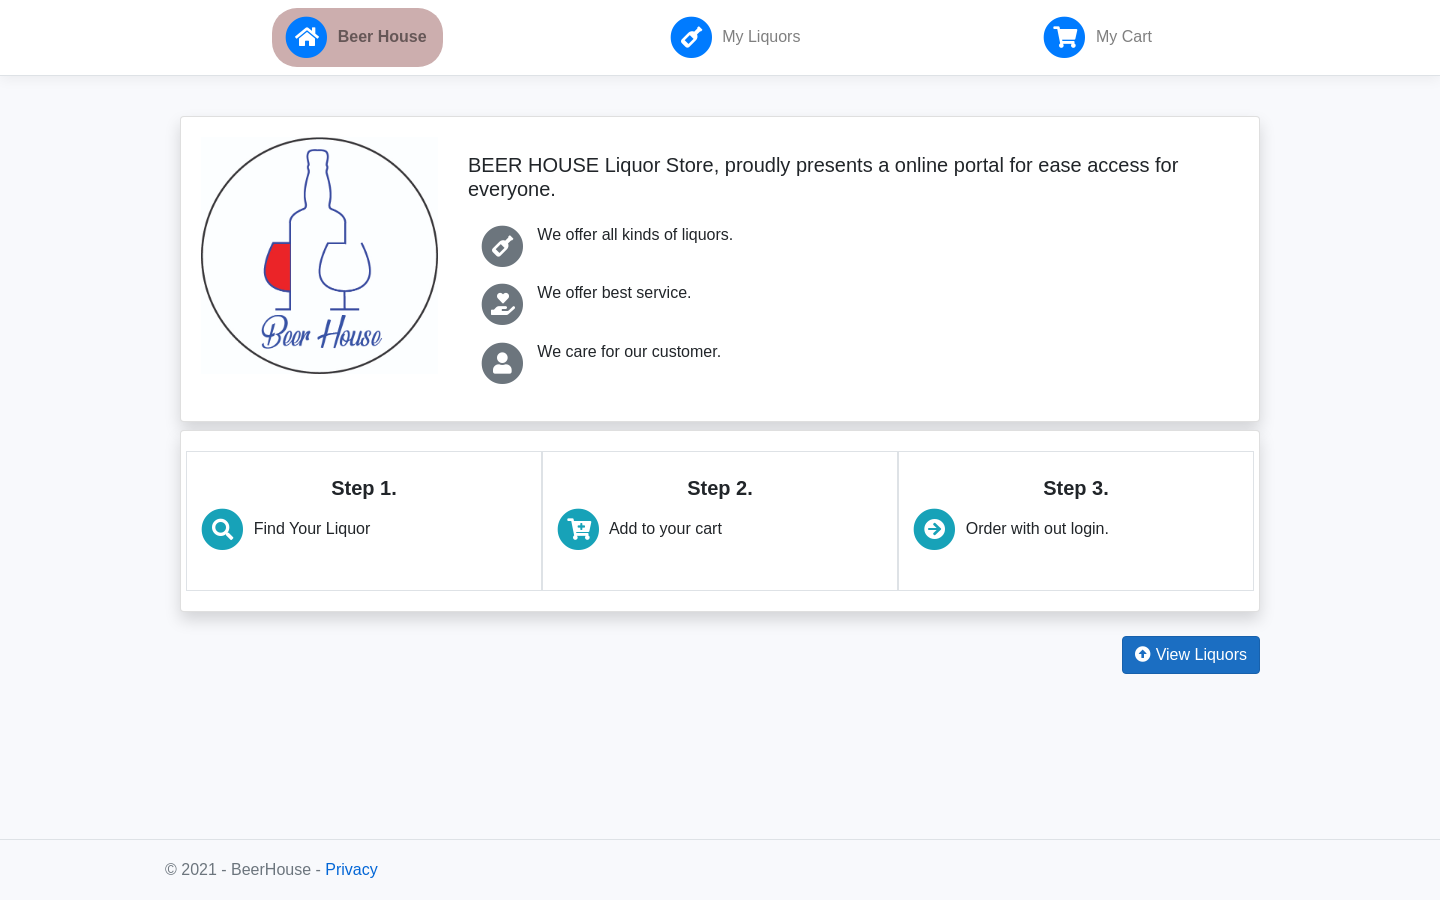 Beer House
My Liquors
My Cart
Beer House
BEER HOUSE Liquor Store, proudly presents a online portal for ease access for
everyone.
We offer all kinds of liquors.
We offer best service.
We care for our customer.
Step 1.
Find Your Liquor
Step 2.
Add to your cart
Step 3.
Order with out login.
View Liquors
© 2021 - BeerHouse - Privacy